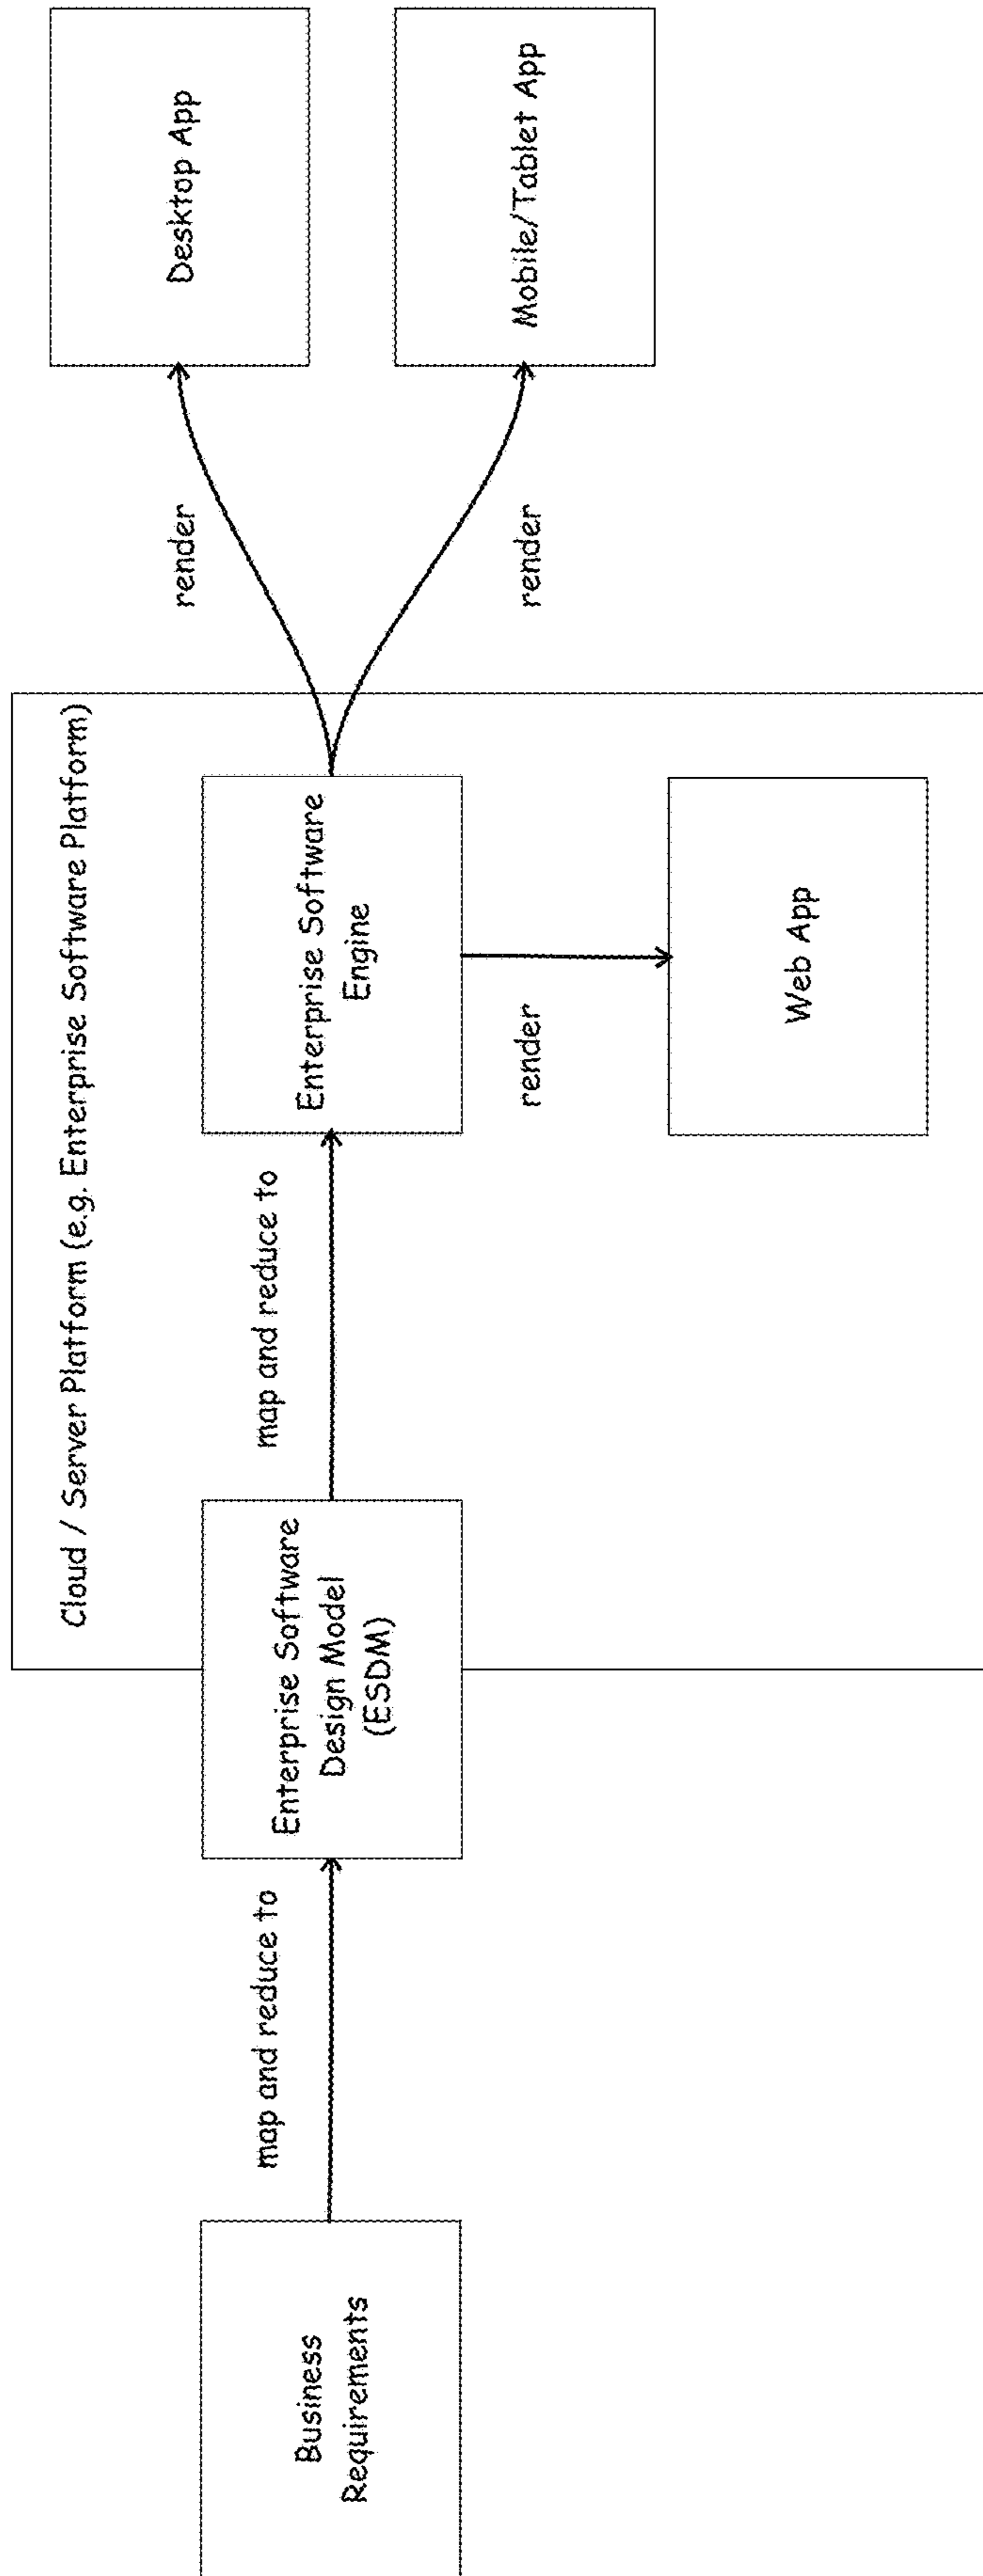 Cloud / Server Platform (e.g. Enterprise Software Platform)
Business
Requirements
map and reduce to
Enterprise Software
Design Model
(ESDM)
map and reduce to
Enterprise Software
Engine
render
Desktop App
render
Mobile/Tablet App
render
Web App